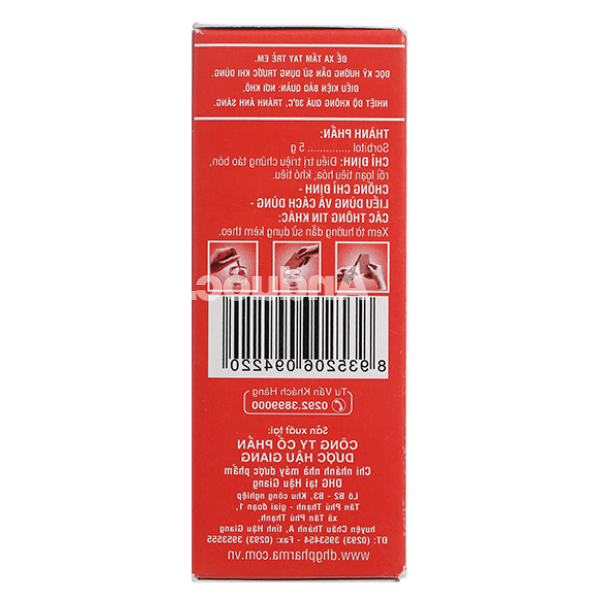 ĐỂ XA TẦM TAY TRẺ EM.
ĐỌC KỸ HƯỚNG DẪN SỬ DỤNG TRƯỚC KHI DÙNG.
ĐIỀU KIỆN BẢO QUẢN: NƠI KHÔ,
NHIỆT ĐỘ KHÔNG QUÁ 30°C, TRÁNH ÁNH SÁNG.
THÀNH PHẦN:
Sorbitol ............ 5 g
CHỈ ĐỊNH: Điều trị triệu chứng táo bón,
rối loạn tiêu hóa, khó tiêu.
CHỐNG CHỈ ĐỊNH -
LIỀU DÙNG VÀ CÁCH DÙNG -
CÁC THÔNG TIN KHÁC:
Xem tờ hướng dẫn sử dụng kèm theo.
8 935206 094220
Tư Vấn Khách Hàng
0292.3899000
Sản xuất tại:
CÔNG TY CỔ PHẦN
DƯỢC HẬU GIANG
Chi nhánh nhà máy dược phẩm
DHG tại Hậu Giang
Lô B2 - B3, Khu công nghiệp
Tân Phú Thạnh - giai đoạn 1,
xã Tân Phú Thạnh,
huyện Châu Thành A, tỉnh Hậu Giang
ĐT: (0293) 3953454 - Fax: (0293) 3953555
www.dhgpharma.com.vn